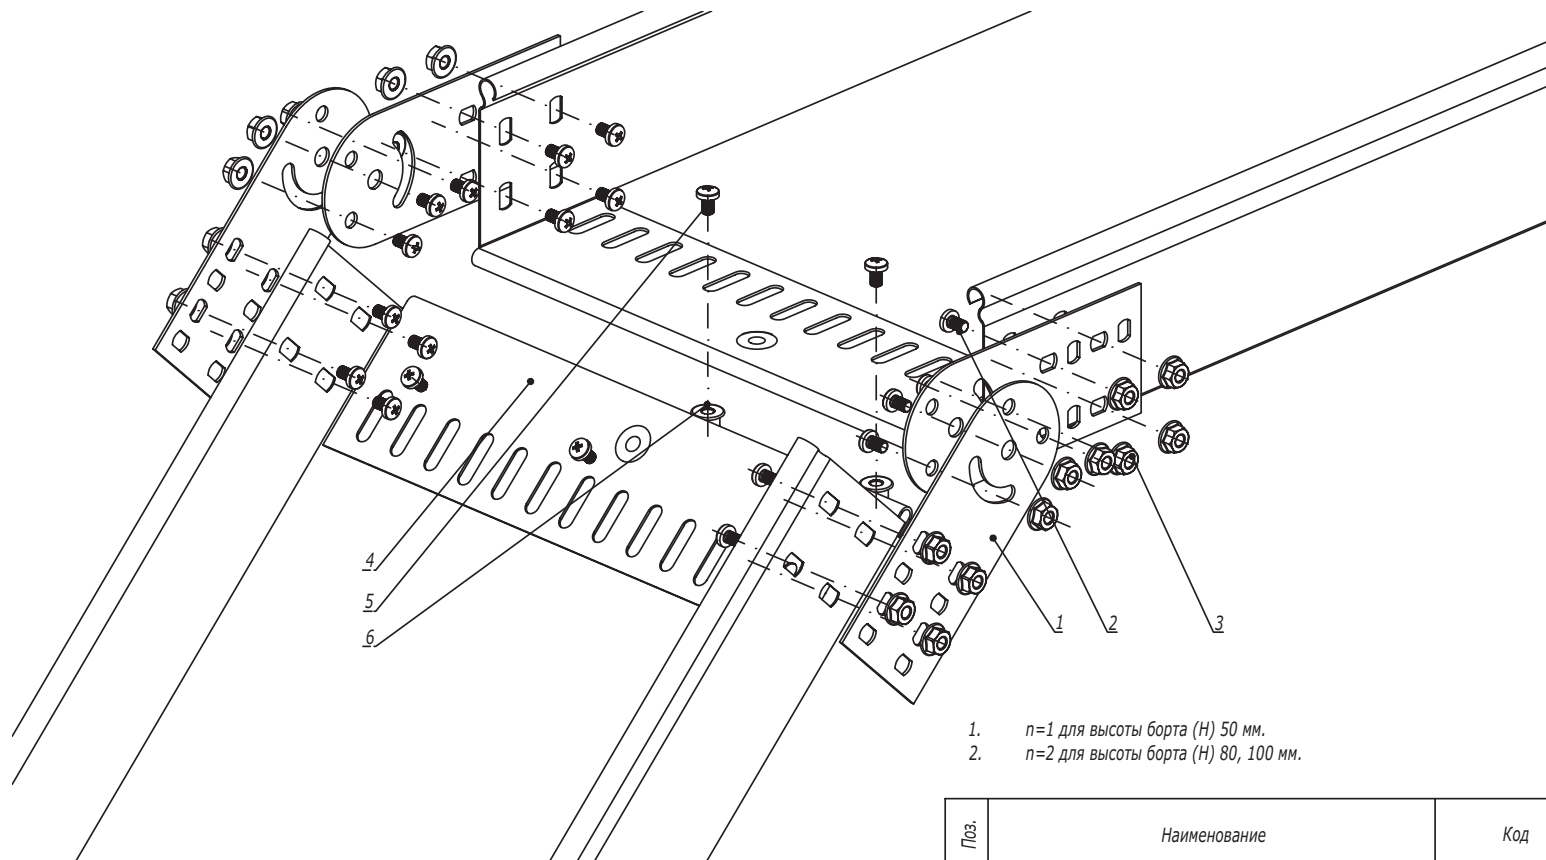 4
5
6
1
2
3
1. n=1 для высоты борта (H) 50 мм.
2. n=2 для высоты борта (H) 80, 100 мм.
Поз.
Наименование
Код